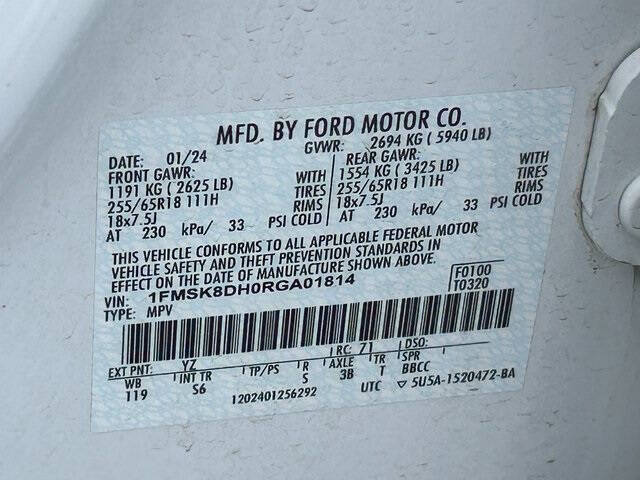 MFD. BY FORD MOTOR CO.
DATE: 01/24 GVWR: 2694 KG ( 5940 LB)
FRONT GAWR: WITH REAR GAWR: WITH
1191 KG ( 2625 LB) TIRES 1554 KG ( 3425 LB) TIRES
255/65R18 111H RIMS 255/65R18 111H RIMS
18x7.5J 18x7.5J
AT 230 kPa/ 33 PSI COLD AT 230 kPa/ 33 PSI COLD
THIS VEHICLE CONFORMS TO ALL APPLICABLE FEDERAL MOTOR
VEHICLE SAFETY AND THEFT PREVENTION STANDARDS IN
EFFECT ON THE DATE OF MANUFACTURE SHOWN ABOVE.
VIN: 1FMSK8DH0RGA01814 F0100
TYPE: MPV T0320
EXT PNT: YZ RC: 71 DSO:
WB INT TR TP/PS R AXLE TR SPR
119 S6 S 3B T BBCC
1202401256292 UTC ▽ 5U5A-1520472-BA